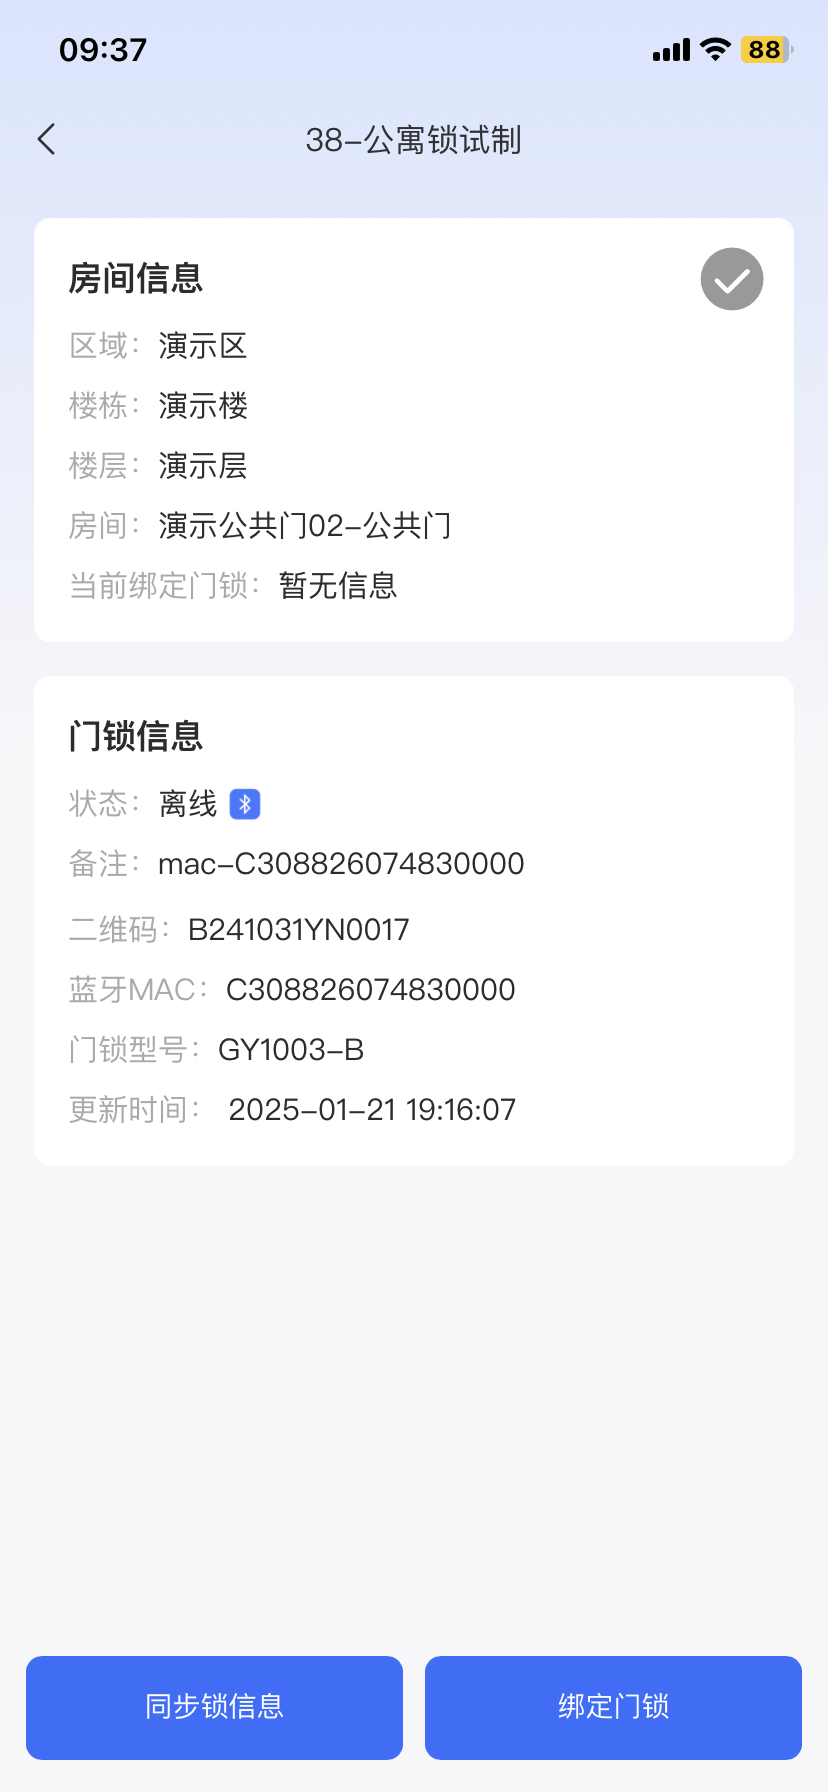 09:37
88
38-公寓锁试制
房间信息
区域：演示区
楼栋：演示楼
楼层：演示层
房间：演示公共门02-公共门
当前绑定门锁：暂无信息
门锁信息
状态：离线
备注：mac-C308826074830000
二维码：B241031YN0017
蓝牙MAC：C308826074830000
门锁型号：GY1003-B
更新时间： 2025-01-21 19:16:07
同步锁信息
绑定门锁